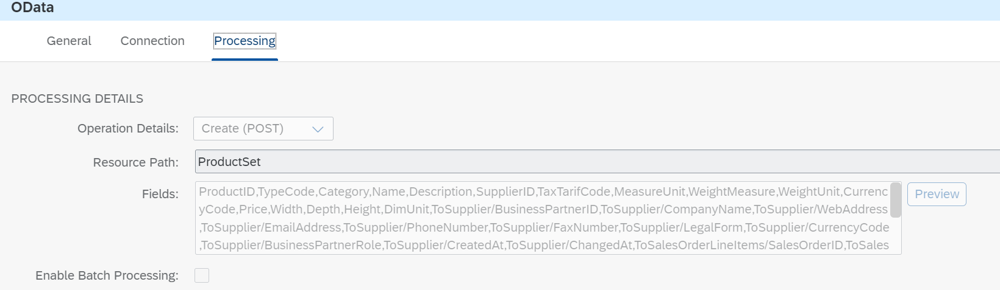 OData
General Connection Processing
PROCESSING DETAILS
Operation Details: Create (POST)
Resource Path: ProductSet
Fields: ProductID,TypeCode,Category,Name,Description,SupplierID,TaxTarifCode,MeasureUnit,WeightMeasure,WeightUnit,Currenc
yCode,Price,Width,Depth,Height,DimUnit,ToSupplier/BusinessPartnerID,ToSupplier/CompanyName,ToSupplier/WebAddress
,ToSupplier/EmailAddress,ToSupplier/PhoneNumber,ToSupplier/FaxNumber,ToSupplier/LegalForm,ToSupplier/CurrencyCode
,ToSupplier/BusinessPartnerRole,ToSupplier/CreatedAt,ToSupplier/ChangedAt,ToSalesOrderLineItems/SalesOrderID,ToSales
Preview
Enable Batch Processing: